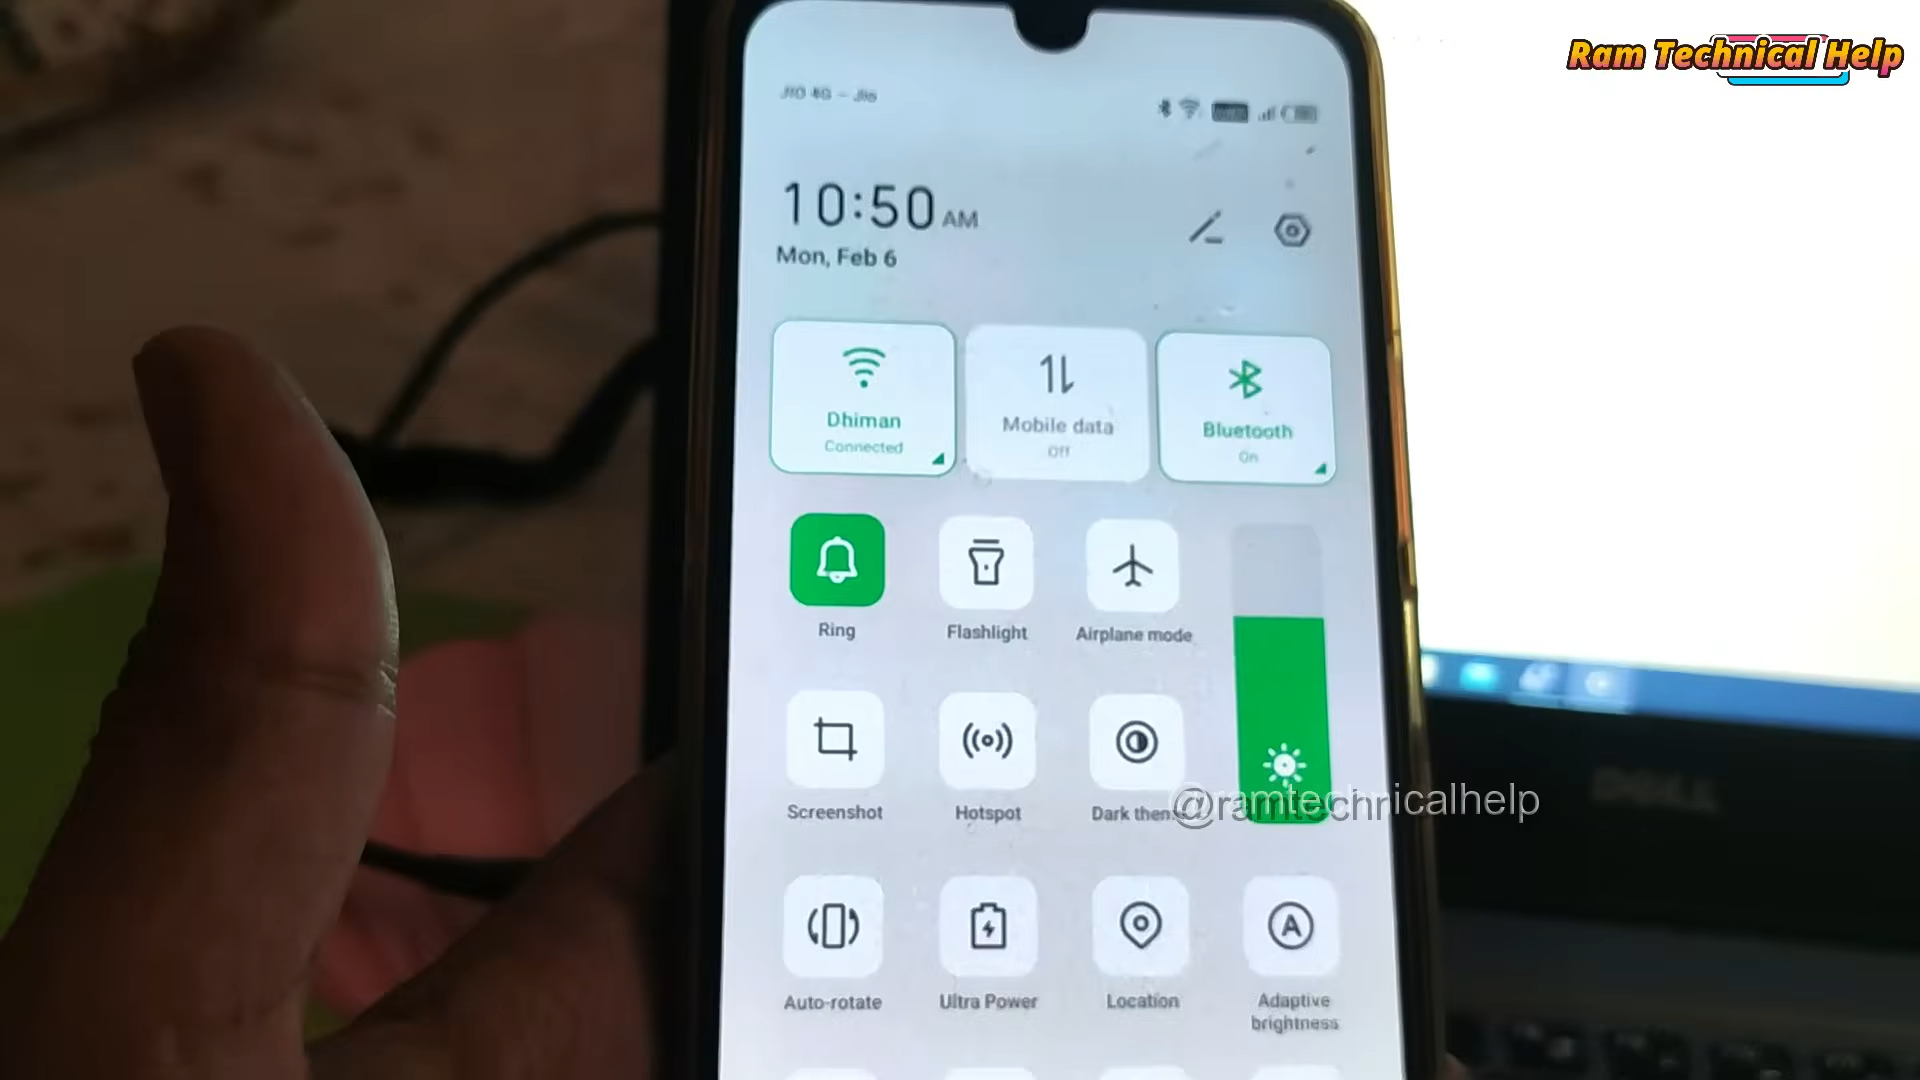 Ram Technical Help
JIO 4G – Jio
10:50 AM
Mon, Feb 6
Dhiman
Connected
Mobile data
Off
Bluetooth
On
Ring
Flashlight
Airplane mode
Screenshot
Hotspot
Dark theme
@ramtechnicalhelp
Auto-rotate
Ultra Power
Location
A
Adaptive
brightness
DELL